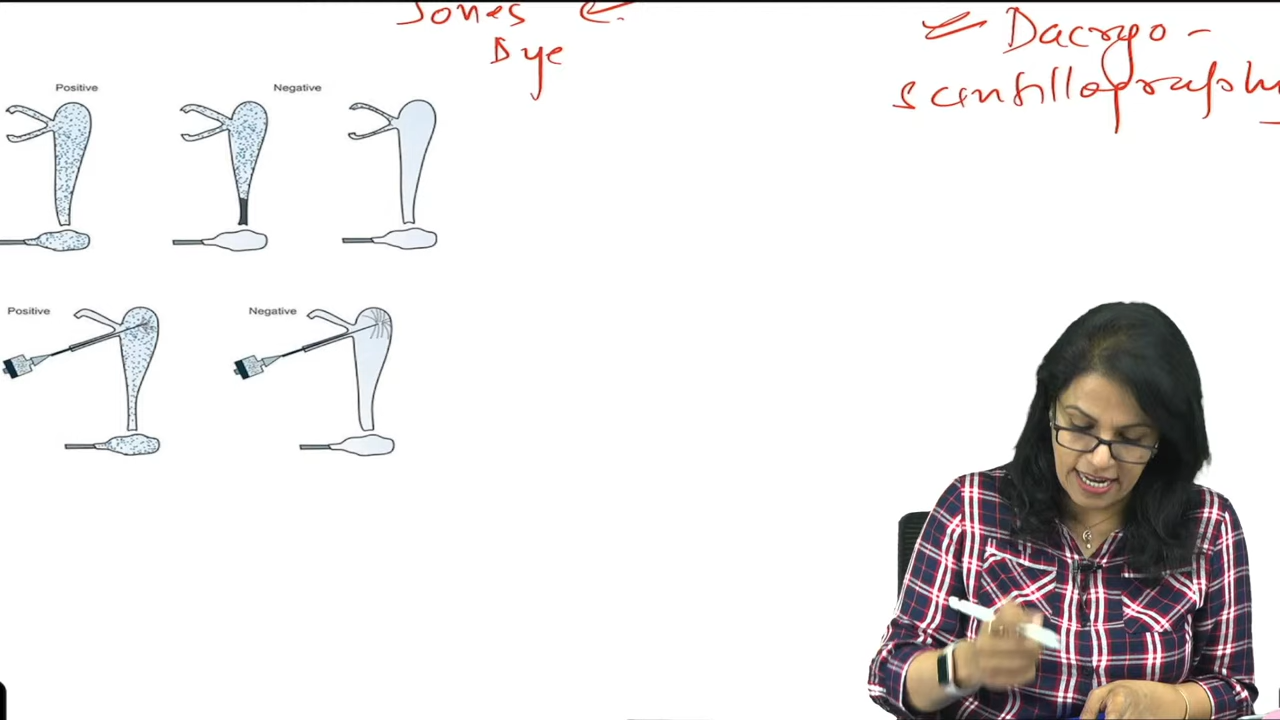 Jones
Dye
Dacryo -
scintillography
Positive
Negative
Positive
Negative